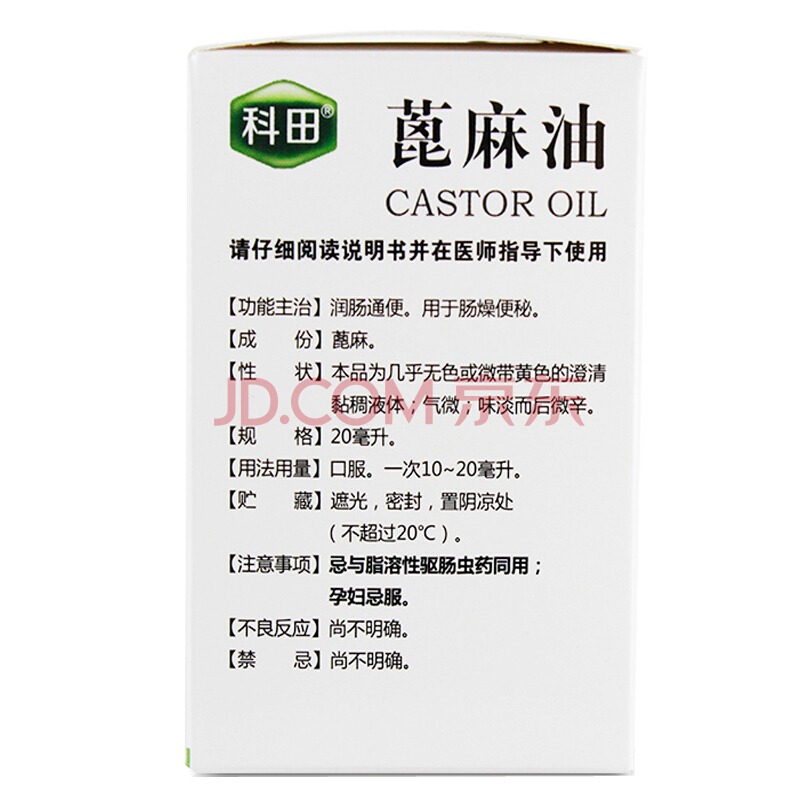 科田®
蓖麻油
CASTOR OIL
请仔细阅读说明书并在医师指导下使用
【功能主治】润肠通便。用于肠燥便秘。
【成 份】蓖麻。
【性 状】本品为几乎无色或微带黄色的澄清
黏稠液体；气微；味淡而后微辛。
JD.COM 京东
【规 格】20毫升。
【用法用量】口服。一次10~20毫升。
【贮 藏】遮光，密封，置阴凉处
（不超过20℃）。
【注意事项】忌与脂溶性驱肠虫药同用；
孕妇忌服。
【不良反应】尚不明确。
【禁 忌】尚不明确。